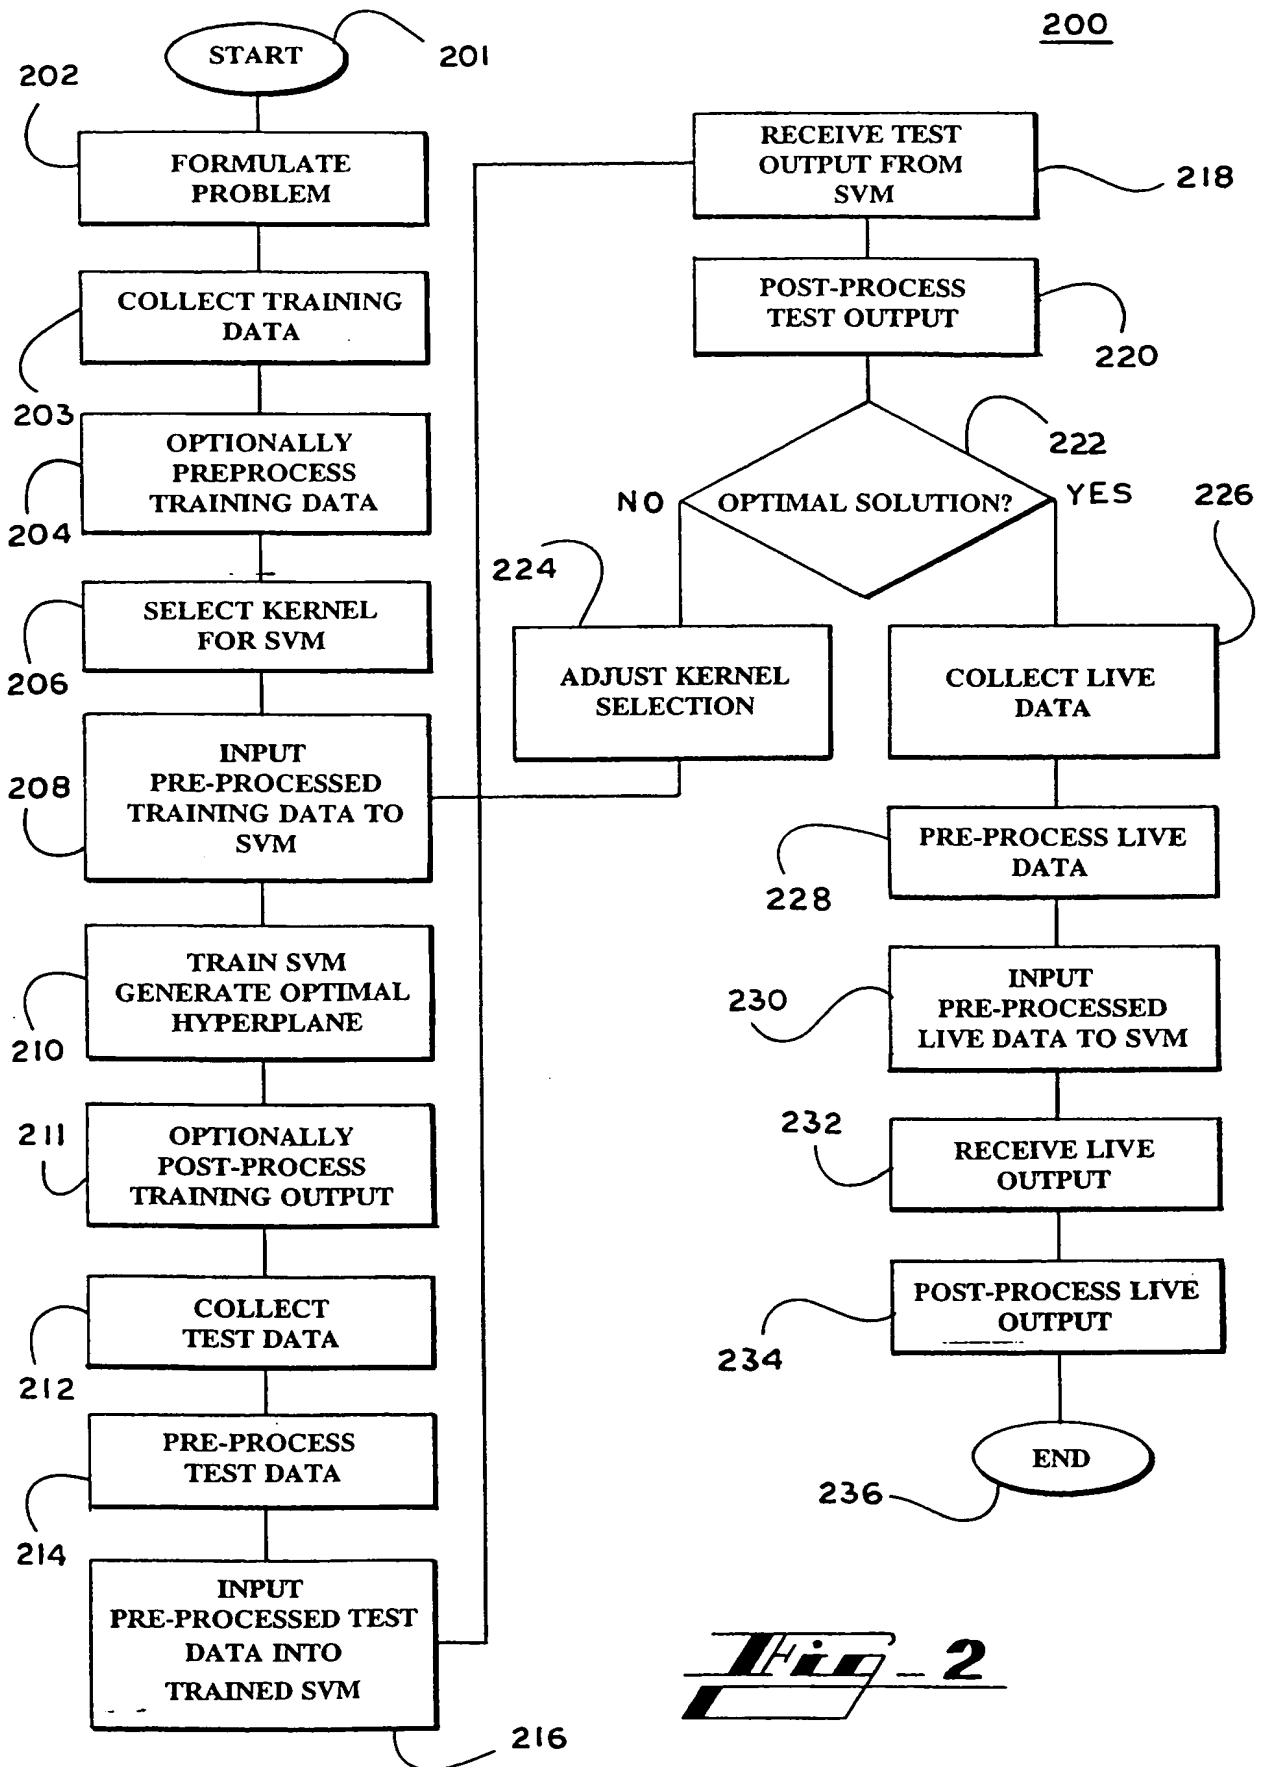 200
START
201
202
FORMULATE
PROBLEM
COLLECT TRAINING
DATA
203
OPTIONALLY
PREPROCESS
TRAINING DATA
204
SELECT KERNEL
FOR SVM
206
INPUT
PRE-PROCESSED
TRAINING DATA TO
SVM
208
TRAIN SVM
GENERATE OPTIMAL
HYPERPLANE
210
211
OPTIONALLY
POST-PROCESS
TRAINING OUTPUT
COLLECT
TEST DATA
212
PRE-PROCESS
TEST DATA
214
INPUT
PRE-PROCESSED TEST
DATA INTO
TRAINED SVM
216
RECEIVE TEST
OUTPUT FROM
SVM
218
POST-PROCESS
TEST OUTPUT
220
222
NO
OPTIMAL SOLUTION?
YES
224
ADJUST KERNEL
SELECTION
226
COLLECT LIVE
DATA
PRE-PROCESS LIVE
DATA
228
230
INPUT
PRE-PROCESSED
LIVE DATA TO SVM
232
RECEIVE LIVE
OUTPUT
POST-PROCESS LIVE
OUTPUT
234
END
236
Fig_2